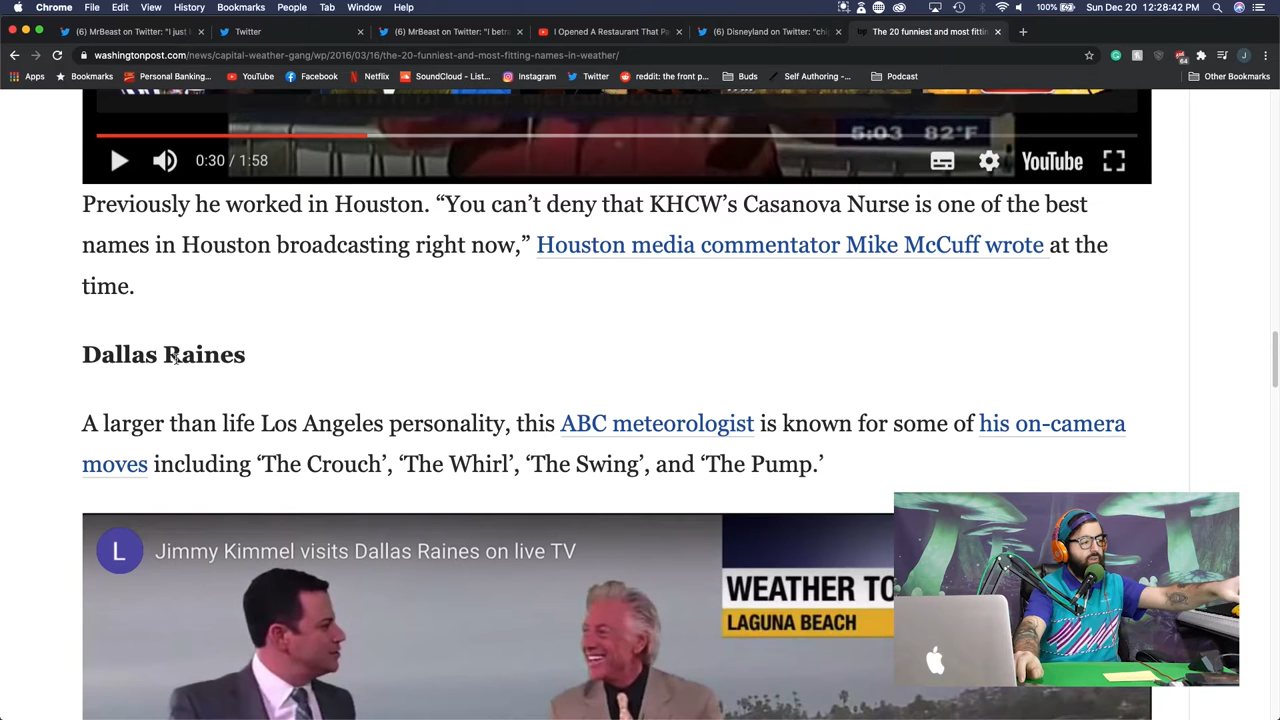 Chrome File Edit View History Bookmarks People Tab Window Help 100% Sun Dec 20 12:28:42 PM
(6) MrBeast on Twitter: "I just Twitter (6) MrBeast on Twitter: "I betr I Opened A Restaurant That P (6) Disneyland on Twitter: "chi The 20 funniest and most fittin
washingtonpost.com/news/capital-weather-gang/wp/2016/03/16/the-20-funniest-and-most-fitting-names-in-weather/
Apps Bookmarks Personal Banking... YouTube Facebook Netflix SoundCloud - List... Instagram Twitter reddit: the front p... Buds Self Authoring -... Podcast Other Bookmarks
5:03 82°F
0:30 / 1:58 YouTube
Previously he worked in Houston. “You can’t deny that KHCW’s Casanova Nurse is one of the best
names in Houston broadcasting right now,” Houston media commentator Mike McCuff wrote at the
time.
Dallas Raines
A larger than life Los Angeles personality, this ABC meteorologist is known for some of his on-camera
moves including ‘The Crouch’, ‘The Whirl’, ‘The Swing’, and ‘The Pump.’
L Jimmy Kimmel visits Dallas Raines on live TV
WEATHER TO
LAGUNA BEACH